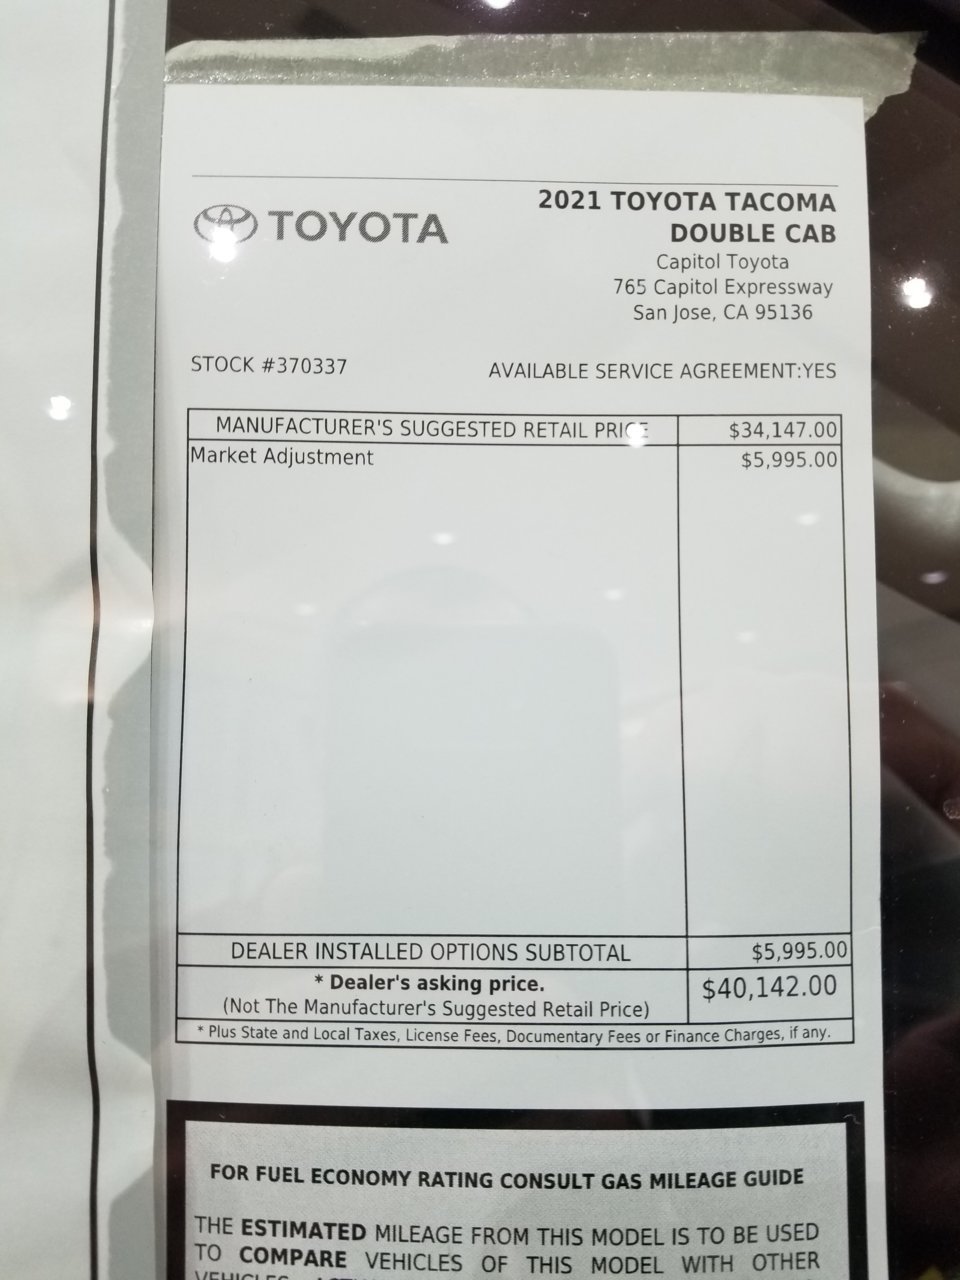 TOYOTA
2021 TOYOTA TACOMA
DOUBLE CAB
Capitol Toyota
765 Capitol Expressway
San Jose, CA 95136
STOCK #370337 AVAILABLE SERVICE AGREEMENT:YES
MANUFACTURER'S SUGGESTED RETAIL PRICE $34,147.00
Market Adjustment $5,995.00
DEALER INSTALLED OPTIONS SUBTOTAL $5,995.00
* Dealer's asking price. $40,142.00
(Not The Manufacturer's Suggested Retail Price)
* Plus State and Local Taxes, License Fees, Documentary Fees or Finance Charges, if any.
FOR FUEL ECONOMY RATING CONSULT GAS MILEAGE GUIDE
THE ESTIMATED MILEAGE FROM THIS MODEL IS TO BE USED
TO COMPARE VEHICLES OF THIS MODEL WITH OTHER